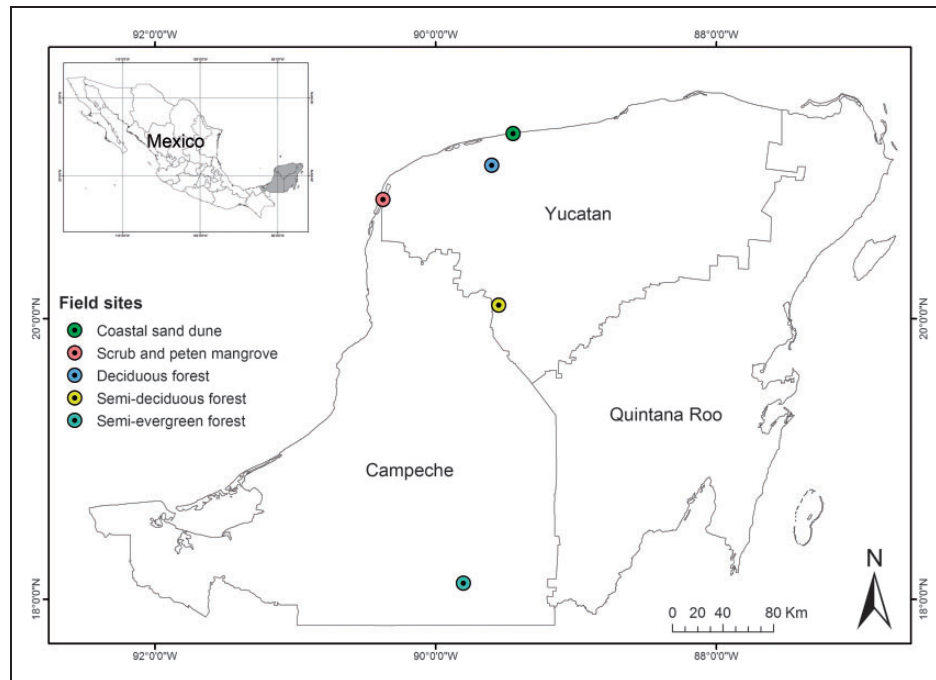 92°0'0"W
90°0'0"W
88°0'0"W
Mexico
Yucatan
Field sites
Coastal sand dune
Scrub and peten mangrove
Deciduous forest
Semi-deciduous forest
Semi-evergreen forest
20°0'0"N
20°0'0"N
Quintana Roo
Campeche
N
18°0'0"N
18°0'0"N
0 20 40 80 Km
92°0'0"W
90°0'0"W
88°0'0"W